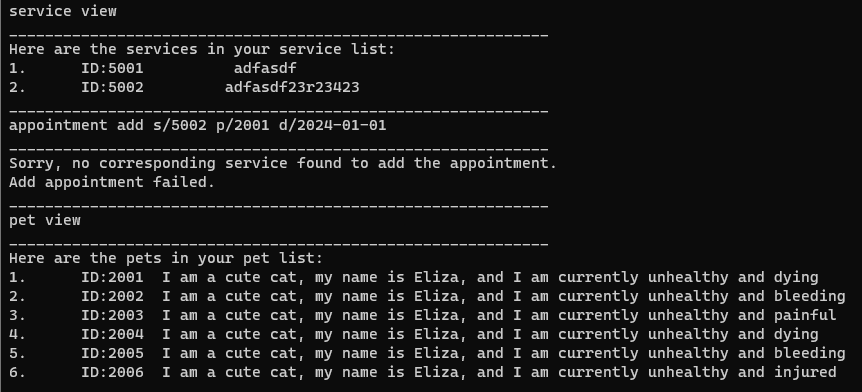 service view
____________________________________________________________
Here are the services in your service list:
1.      ID:5001          adfasdf
2.      ID:5002         adfasdf23r23423
____________________________________________________________
appointment add s/5002 p/2001 d/2024-01-01
____________________________________________________________
Sorry, no corresponding service found to add the appointment.
Add appointment failed.
____________________________________________________________
pet view
____________________________________________________________
Here are the pets in your pet list:
1.      ID:2001  I am a cute cat, my name is Eliza, and I am currently unhealthy and dying
2.      ID:2002  I am a cute cat, my name is Eliza, and I am currently unhealthy and bleeding
3.      ID:2003  I am a cute cat, my name is Eliza, and I am currently unhealthy and painful
4.      ID:2004  I am a cute cat, my name is Eliza, and I am currently unhealthy and dying
5.      ID:2005  I am a cute cat, my name is Eliza, and I am currently unhealthy and bleeding
6.      ID:2006  I am a cute cat, my name is Eliza, and I am currently unhealthy and injured